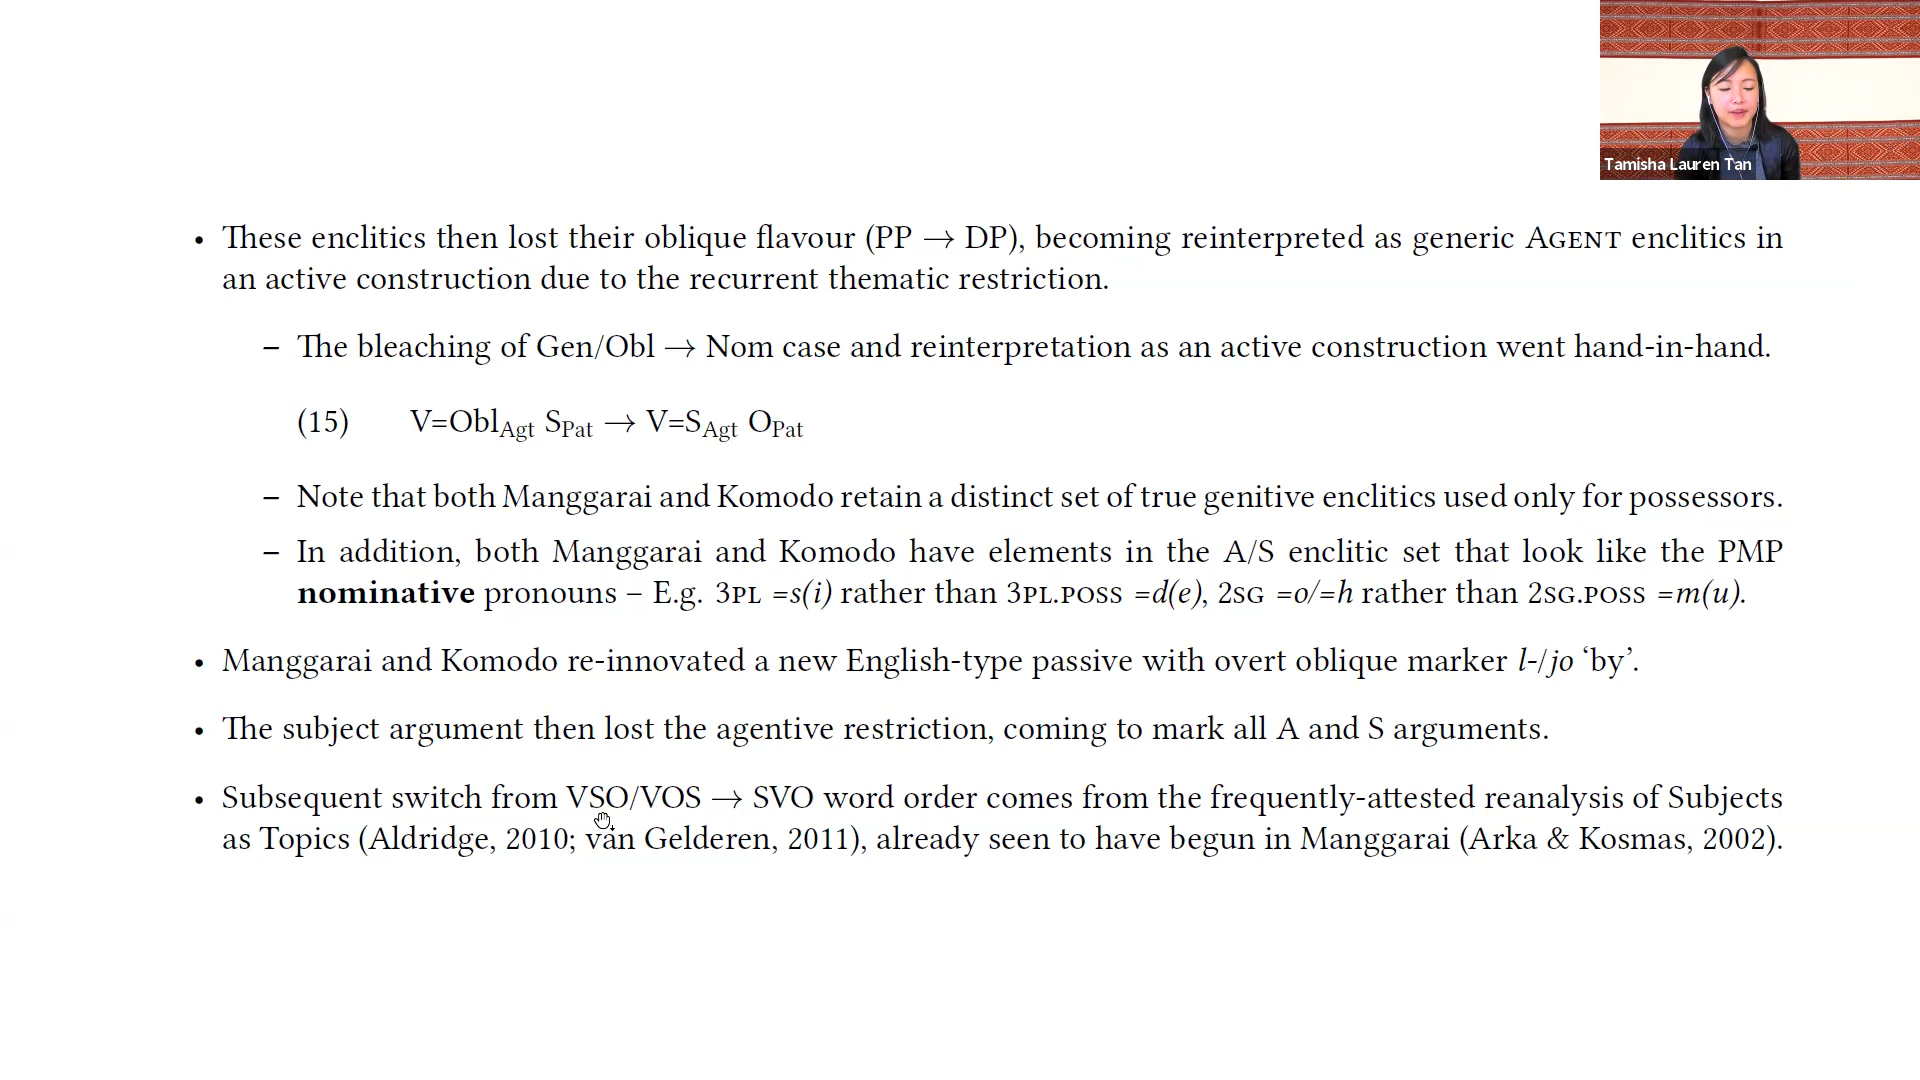 Tamisha Lauren Tan
• These enclitics then lost their oblique flavour (PP → DP), becoming reinterpreted as generic AGENT enclitics in
an active construction due to the recurrent thematic restriction.
– The bleaching of Gen/Obl → Nom case and reinterpretation as an active construction went hand-in-hand.
(15) V=Obl_Agt S_Pat → V=S_Agt O_Pat
– Note that both Manggarai and Komodo retain a distinct set of true genitive enclitics used only for possessors.
– In addition, both Manggarai and Komodo have elements in the A/S enclitic set that look like the PMP
nominative pronouns – E.g. 3PL =s(i) rather than 3PL.POSS =d(e), 2SG =o/=h rather than 2SG.POSS =m(u).
• Manggarai and Komodo re-innovated a new English-type passive with overt oblique marker l-/jo ‘by’.
• The subject argument then lost the agentive restriction, coming to mark all A and S arguments.
• Subsequent switch from VSO/VOS → SVO word order comes from the frequently-attested reanalysis of Subjects
as Topics (Aldridge, 2010; van Gelderen, 2011), already seen to have begun in Manggarai (Arka & Kosmas, 2002).